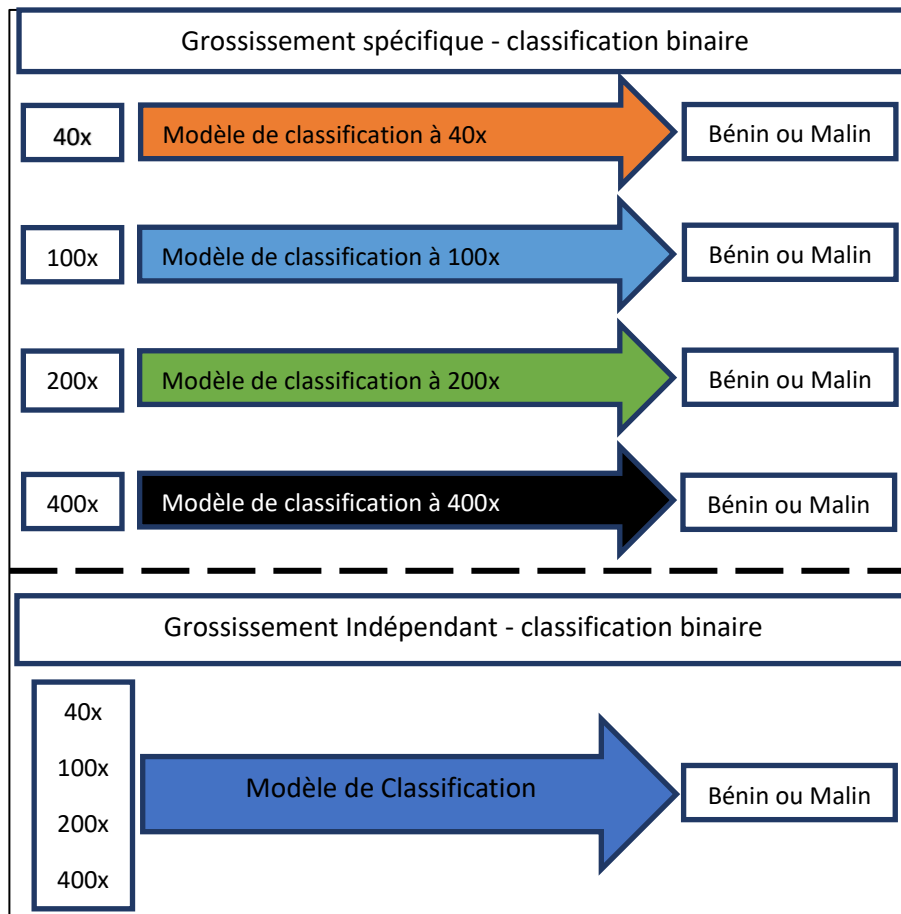 Grossissement spécifique - classification binaire
40x
Modèle de classification à 40x
Bénin ou Malin
100x
Modèle de classification à 100x
Bénin ou Malin
200x
Modèle de classification à 200x
Bénin ou Malin
400x
Modèle de classification à 400x
Bénin ou Malin
Grossissement Indépendant - classification binaire
40x
100x
200x
400x
Modèle de Classification
Bénin ou Malin